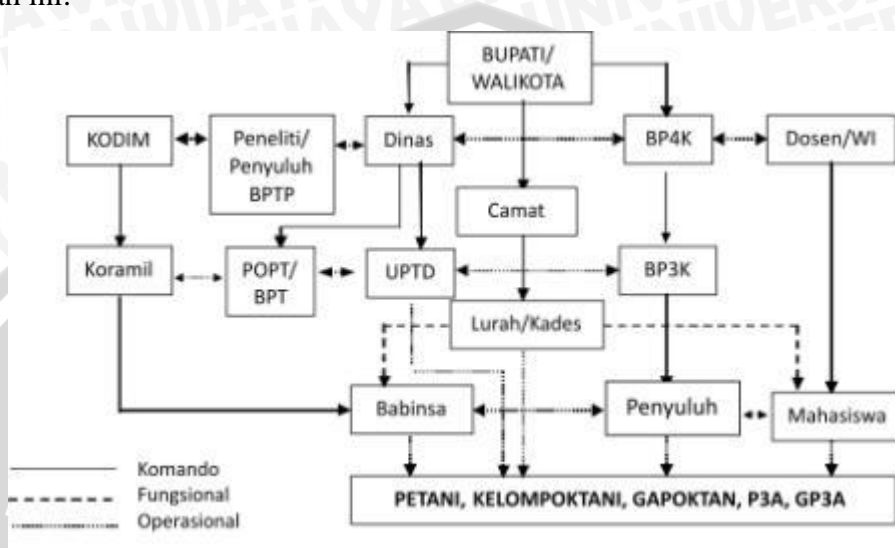 BUPATI/
WALIKOTA
KODIM
Peneliti/
Penyuluh
BPTP
Dinas
BP4K
Dosen/WI
Camat
Koramil
POPT/
BPT
UPTD
BP3K
Lurah/Kades
Babinsa
Penyuluh
Mahasiswa
Komando
Fungsional
Operasional
PETANI, KELOMPOKTANI, GAPOKTAN, P3A, GP3A